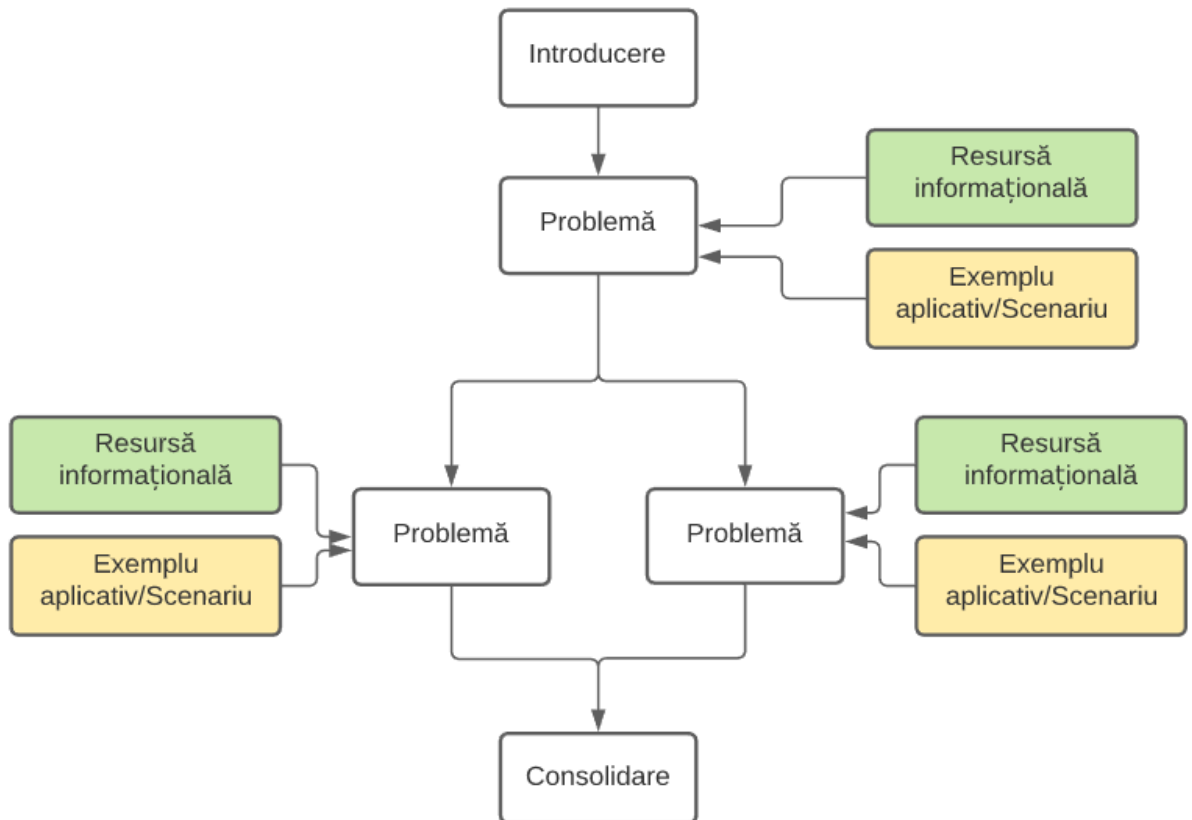 Introducere
Problemă
Resursă
informațională
Exemplu
aplicativ/Scenariu
Resursă
informațională
Exemplu
aplicativ/Scenariu
Problemă
Problemă
Resursă
informațională
Exemplu
aplicativ/Scenariu
Consolidare